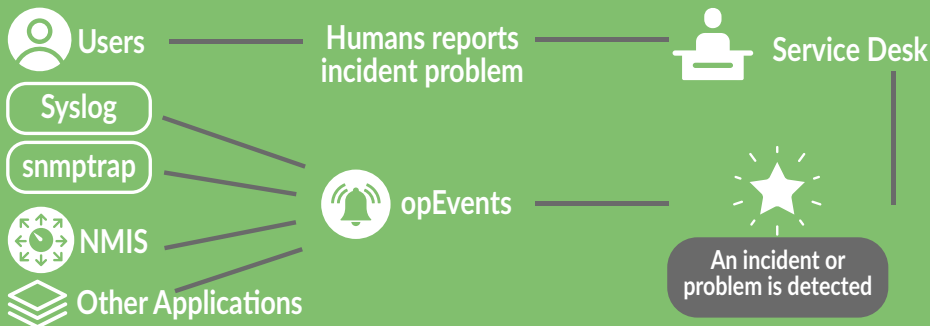 Users
Humans reports
incident problem
Service Desk
Syslog
snmptrap
opEvents
NMIS
An incident or
problem is detected
Other Applications